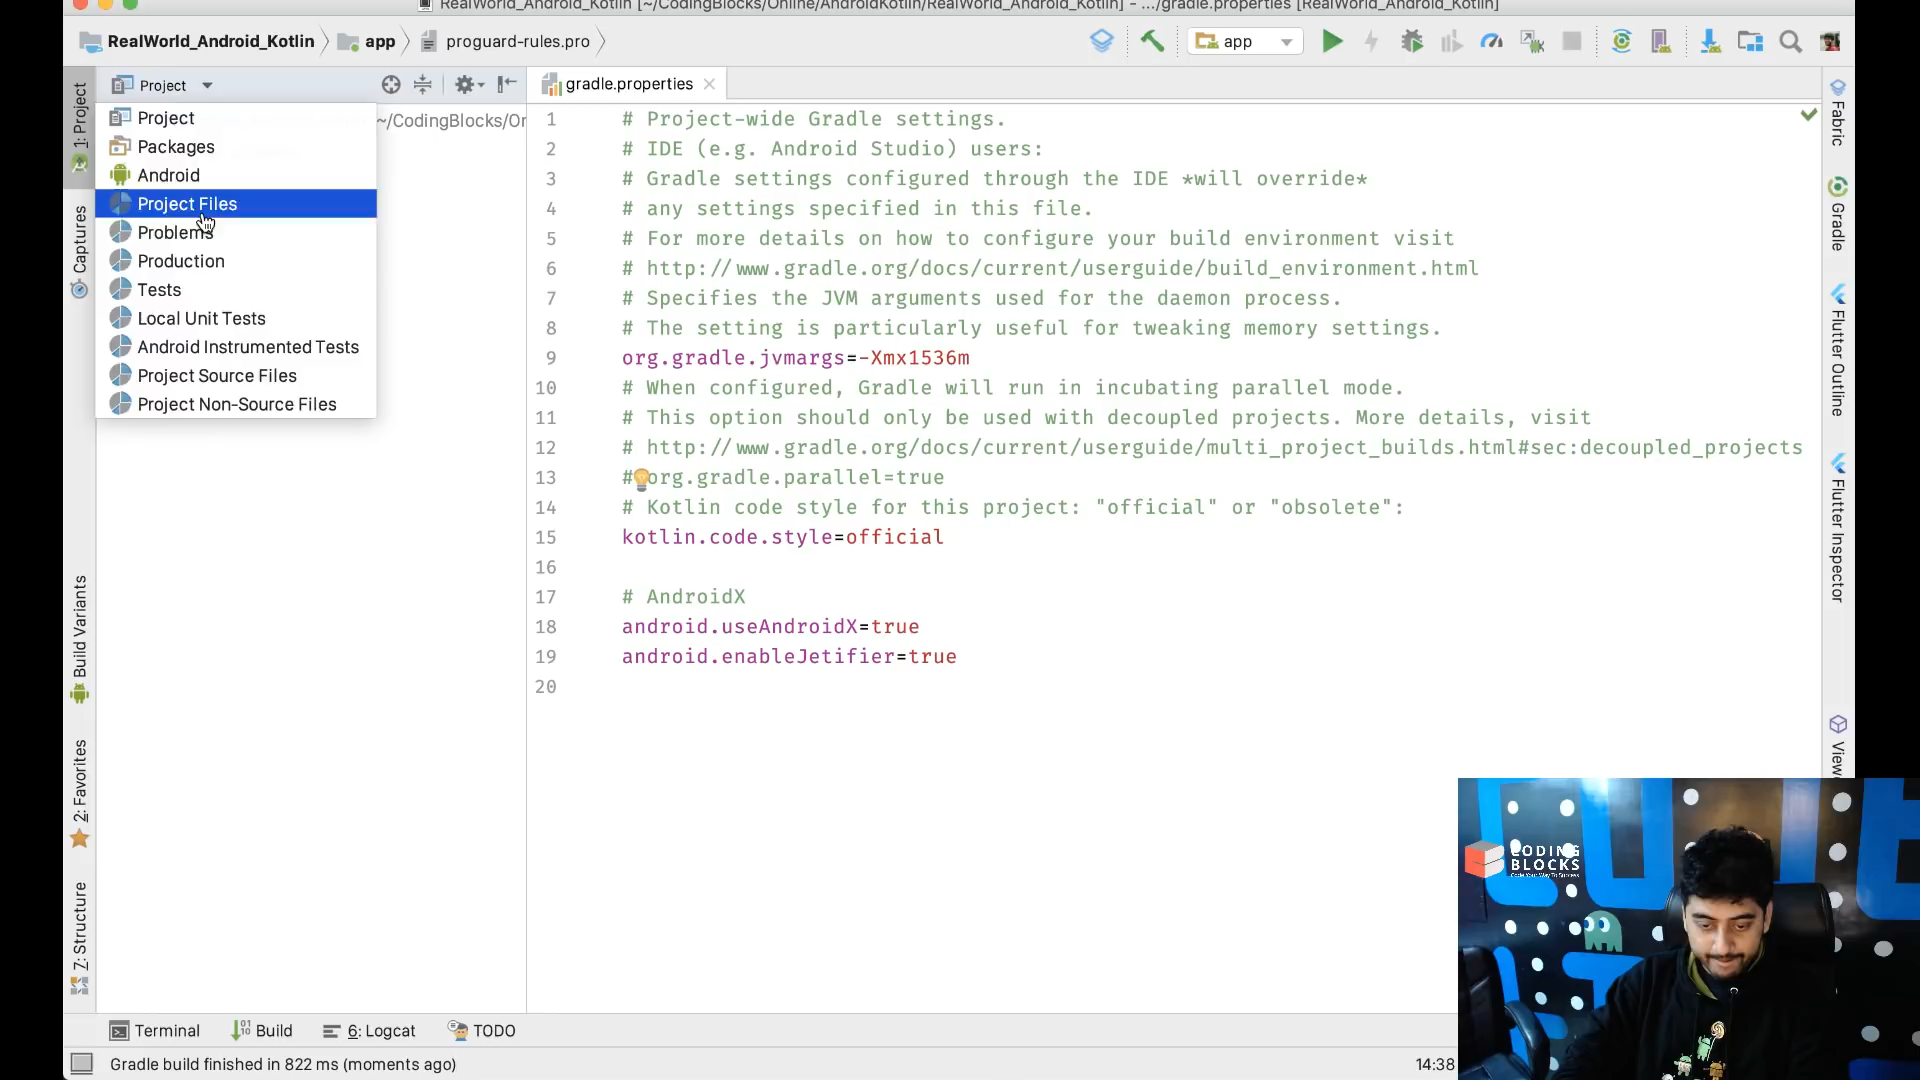 RealWorld_Android_Kotlin [~/CodingBlocks/Online/AndroidKotlin/RealWorld_Android_Kotlin] - .../gradle.properties [RealWorld_Android_Kotlin]
RealWorld_Android_Kotlin
app
proguard-rules.pro
app
Project
gradle.properties
1: Project
Captures
Build Variants
2: Favorites
7: Structure
Project
~/CodingBlocks/Or
Packages
Android
Project Files
Problems
Production
Tests
Local Unit Tests
Android Instrumented Tests
Project Source Files
Project Non-Source Files
1 # Project-wide Gradle settings.
2 # IDE (e.g. Android Studio) users:
3 # Gradle settings configured through the IDE *will override*
4 # any settings specified in this file.
5 # For more details on how to configure your build environment visit
6 # http://www.gradle.org/docs/current/userguide/build_environment.html
7 # Specifies the JVM arguments used for the daemon process.
8 # The setting is particularly useful for tweaking memory settings.
9 org.gradle.jvmargs=-Xmx1536m
10 # When configured, Gradle will run in incubating parallel mode.
11 # This option should only be used with decoupled projects. More details, visit
12 # http://www.gradle.org/docs/current/userguide/multi_project_builds.html#sec:decoupled_projects
13 # org.gradle.parallel=true
14 # Kotlin code style for this project: "official" or "obsolete":
15 kotlin.code.style=official
16
17 # AndroidX
18 android.useAndroidX=true
19 android.enableJetifier=true
20
Fabric
Gradle
Flutter Outline
Flutter Inspector
CODING
BLOCKS
Code Your Way To Success
Terminal
Build
6: Logcat
TODO
Gradle build finished in 822 ms (moments ago)
14:38